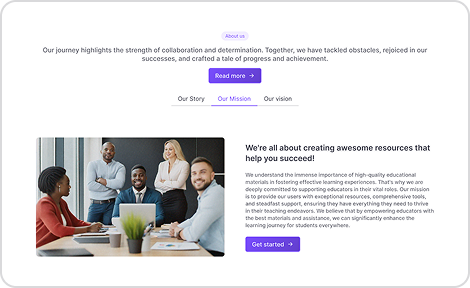 About us
Our journey highlights the strength of collaboration and determination. Together, we have tackled obstacles, rejoiced in our
successes, and crafted a tale of progress and achievement.
Read more →
Our Story
Our Mission
Our vision
We're all about creating awesome resources that
help you succeed!
We understand the immense importance of high-quality educational
materials in fostering effective learning experiences. That's why we are
deeply committed to supporting educators in their vital roles. Our mission
is to provide our users with exceptional resources, comprehensive tools,
and steadfast support, ensuring they have everything they need to thrive
in their teaching endeavors. We believe that by empowering educators with
the best materials and assistance, we can significantly enhance the
learning journey for students everywhere.
Get started →